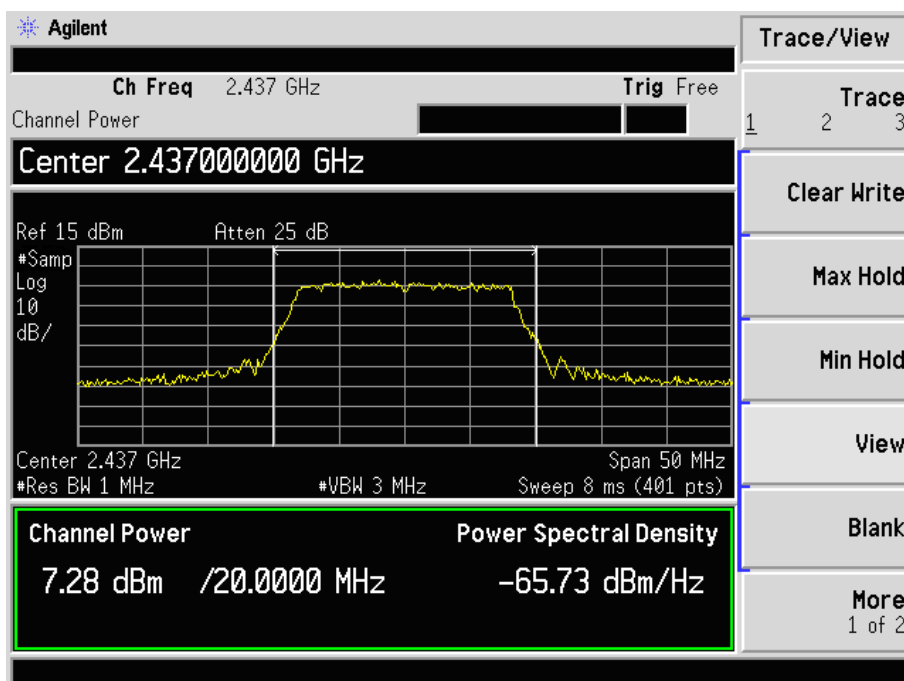 Agilent
Trace/View
Ch Freq 2.437 GHz Trig Free
Channel Power
Trace
1 2 3
Center 2.437000000 GHz
Clear Write
Ref 15 dBm Atten 25 dB
#Samp
Log
10
dB/
Max Hold
Min Hold
View
Center 2.437 GHz Span 50 MHz
#Res BW 1 MHz #VBW 3 MHz Sweep 8 ms (401 pts)
Channel Power Power Spectral Density
Blank
7.28 dBm /20.0000 MHz -65.73 dBm/Hz
More
1 of 2